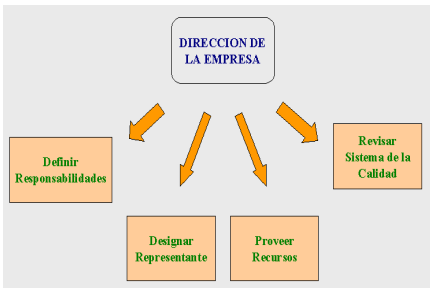 DIRECCION DE
LA EMPRESA
Definir
Responsabilidades
Designar
Representante
Proveer
Recursos
Revisar
Sistema de la
Calidad